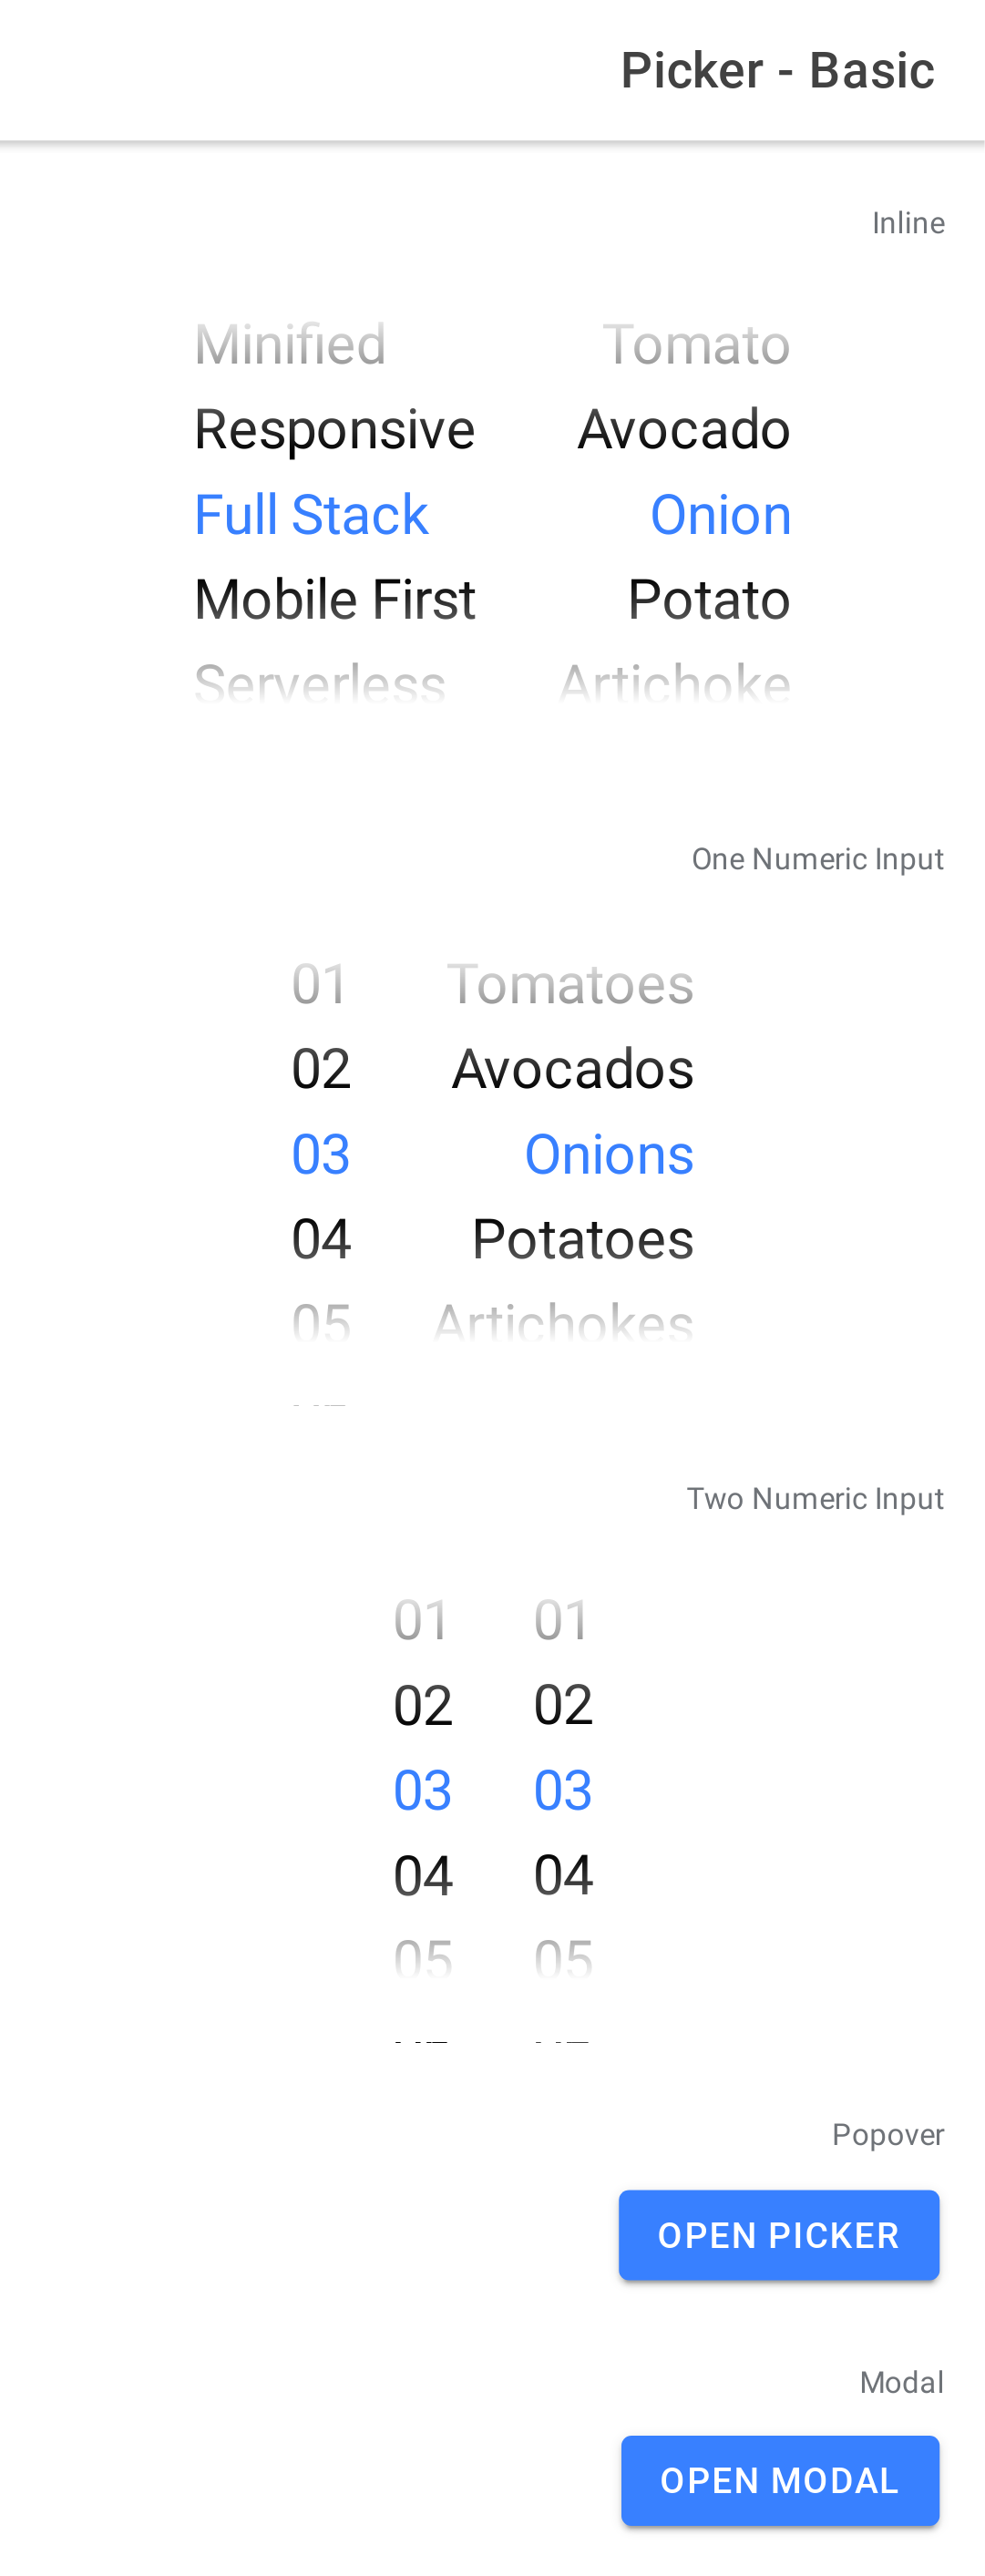 Picker - Basic
Inline
Minified Tomato
Responsive Avocado
Full Stack Onion
Mobile First Potato
Serverless Artichoke
One Numeric Input
01 Tomatoes
02 Avocados
03 Onions
04 Potatoes
05 Artichokes
Two Numeric Input
01 01
02 02
03 03
04 04
05 05
Popover
OPEN PICKER
Modal
OPEN MODAL